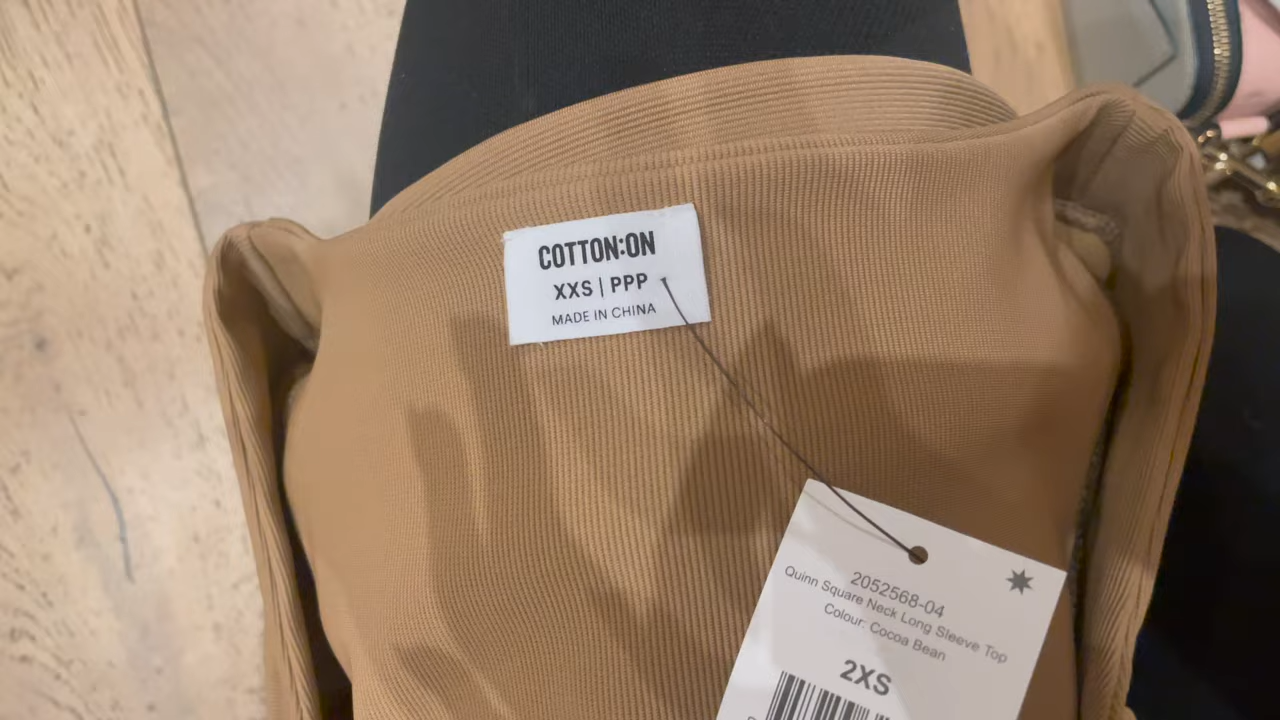 COTTON:ON
XXS | PPP
MADE IN CHINA
2052568-04
Quinn Square Neck Long Sleeve Top
Colour: Cocoa Bean
2XS